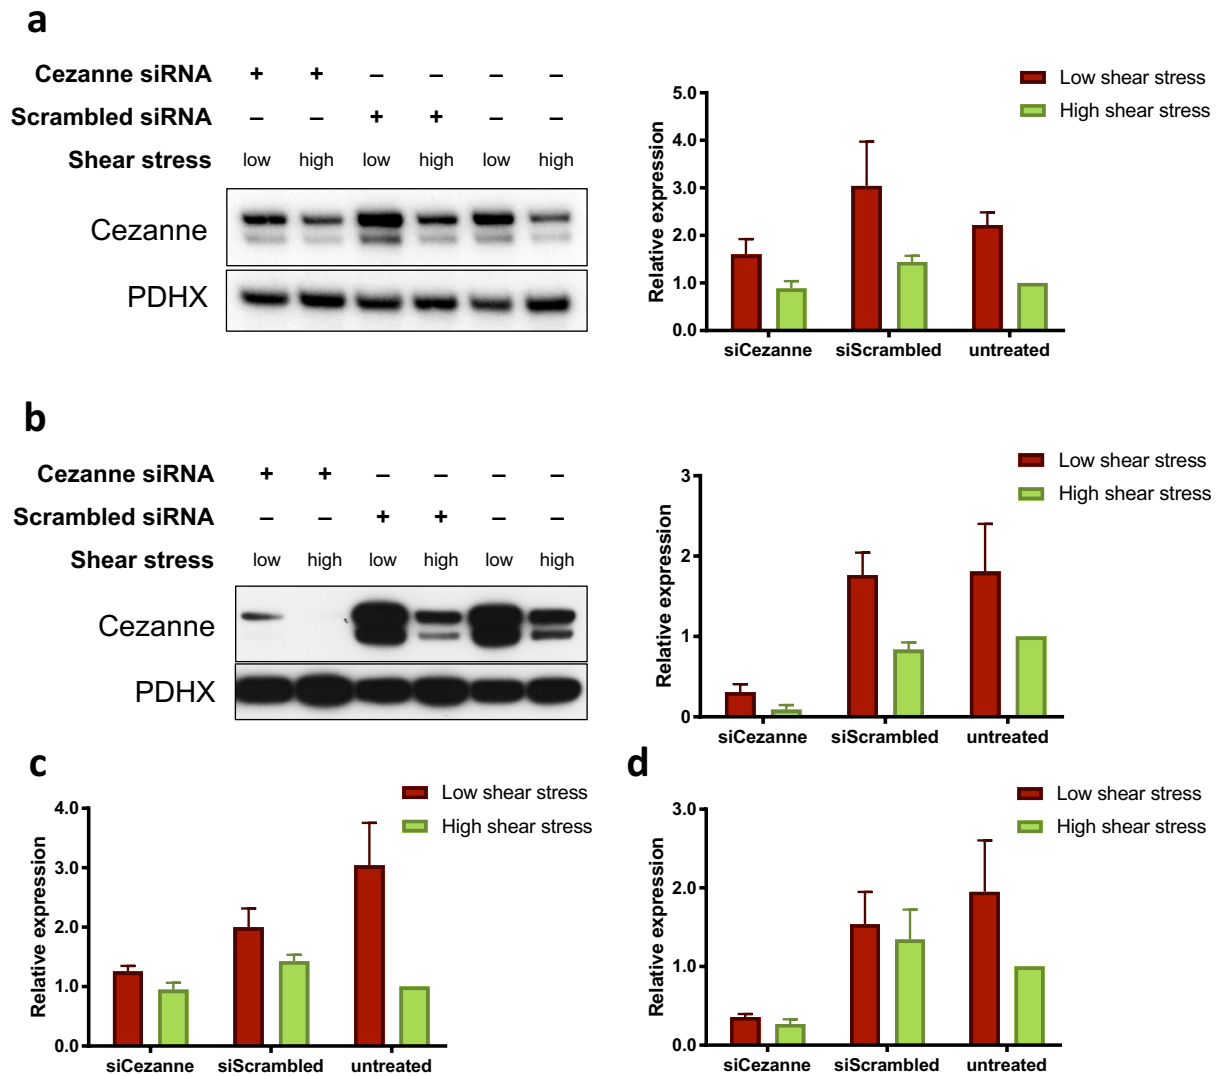 a
Cezanne siRNA + + – – – –
Scrambled siRNA – – + + – –
Shear stress low high low high low high
Cezanne
PDHX
Low shear stress
High shear stress
Relative expression
5.0
4.0
3.0
2.0
1.0
0.0
siCezanne siScrambled untreated
b
Cezanne siRNA + + – – – –
Scrambled siRNA – – + + – –
Shear stress low high low high low high
Cezanne
PDHX
Low shear stress
High shear stress
Relative expression
3
2
1
0
siCezanne siScrambled untreated
c
Low shear stress
High shear stress
Relative expression
4.0
3.0
2.0
1.0
0.0
siCezanne siScrambled untreated
d
Low shear stress
High shear stress
Relative expression
3.0
2.0
1.0
0.0
siCezanne siScrambled untreated